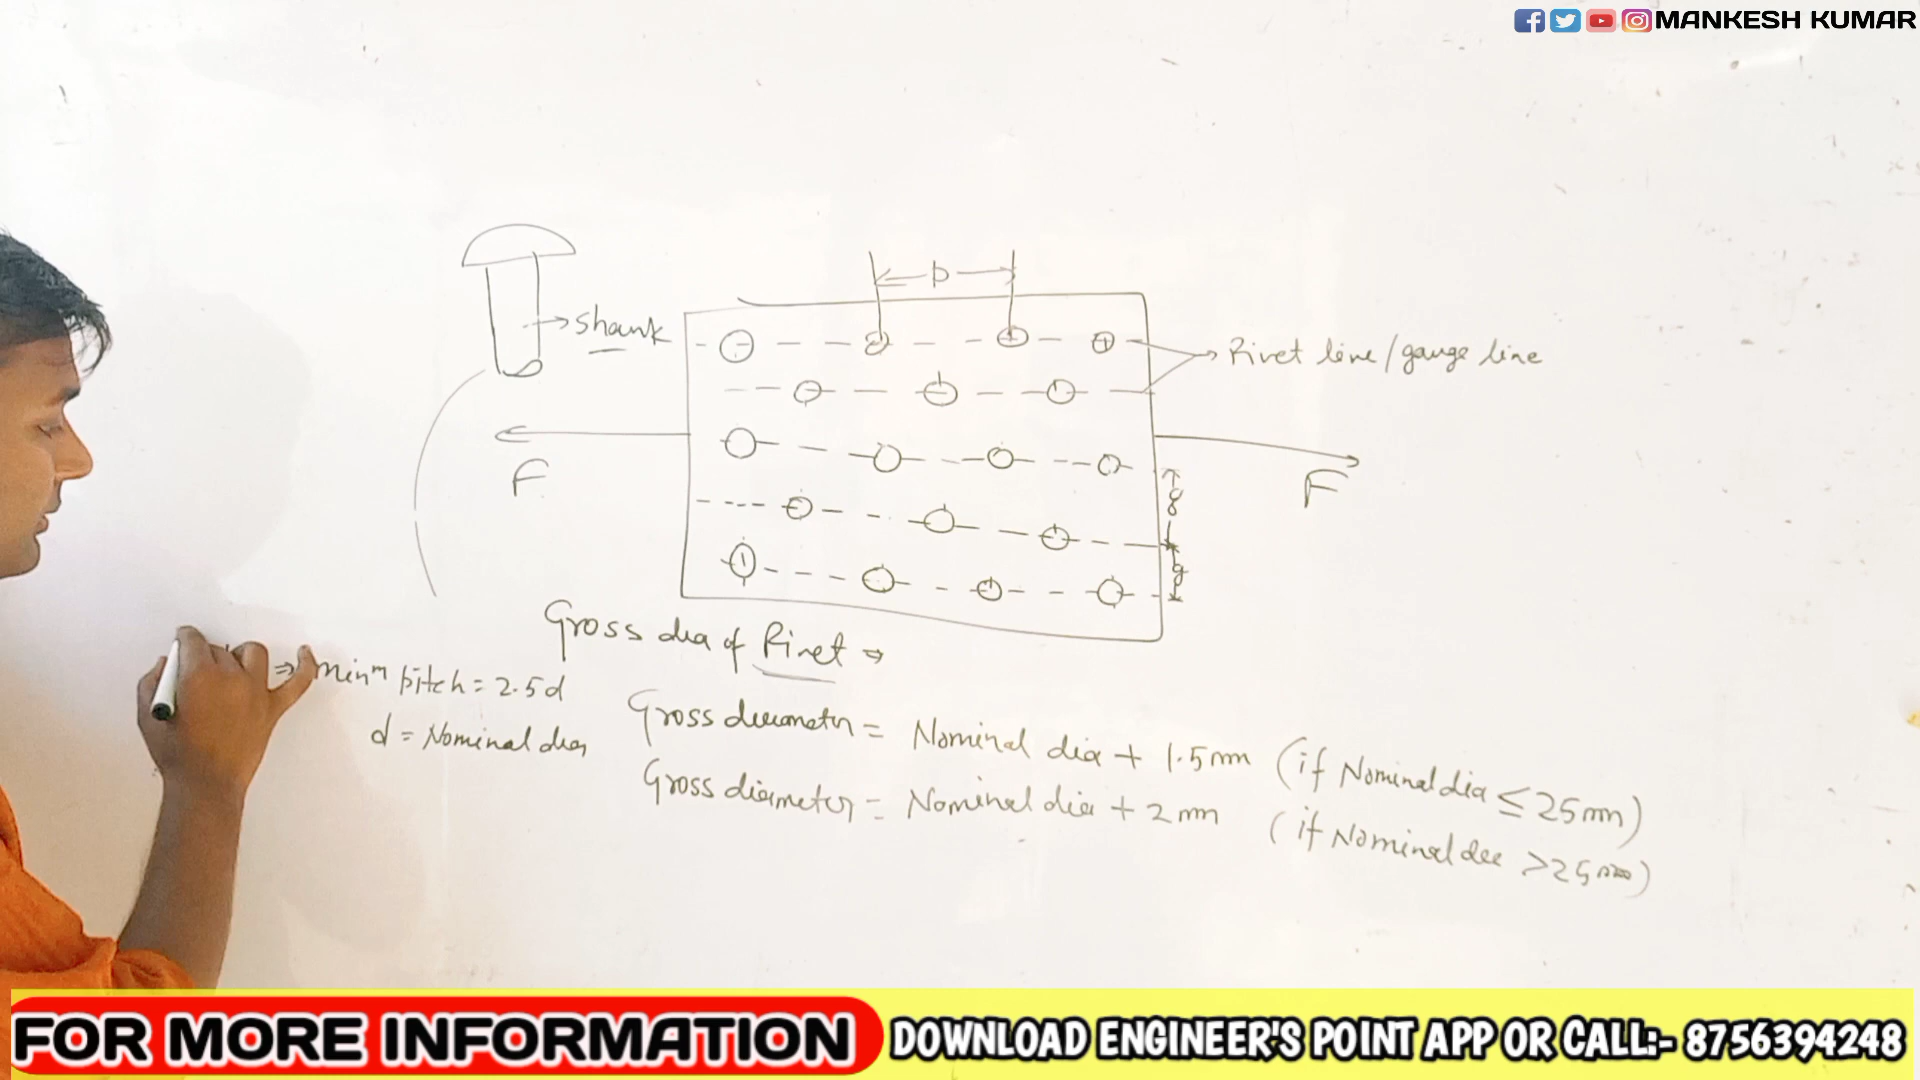 MANKESH KUMAR
p
shank
Rivet line/gauge line
F
F
g
g
Gross dia of Rivet ⇒
⇒ Minm pitch = 2.5d
d = Nominal dia
Gross diameter = Nominal dia + 1.5mm (if Nominal dia ≤ 25mm)
Gross diameter = Nominal dia + 2mm (if Nominal dia >25mm)
FOR MORE INFORMATION
DOWNLOAD ENGINEER'S POINT APP OR CALL:- 8756394248